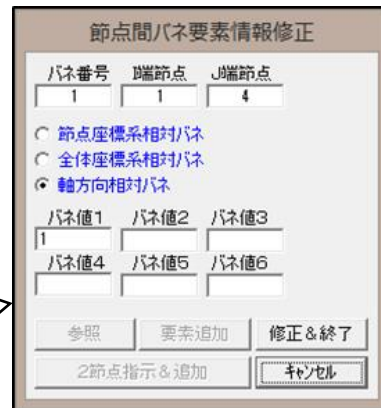 節点間バネ要素情報修正
バネ番号 I端節点 J端節点
1 1 4
節点座標系相対バネ
全体座標系相対バネ
軸方向相対バネ
バネ値1 バネ値2 バネ値3
1
バネ値4 バネ値5 バネ値6
参照 要素追加 修正&終了
2節点指示&追加 キャンセル